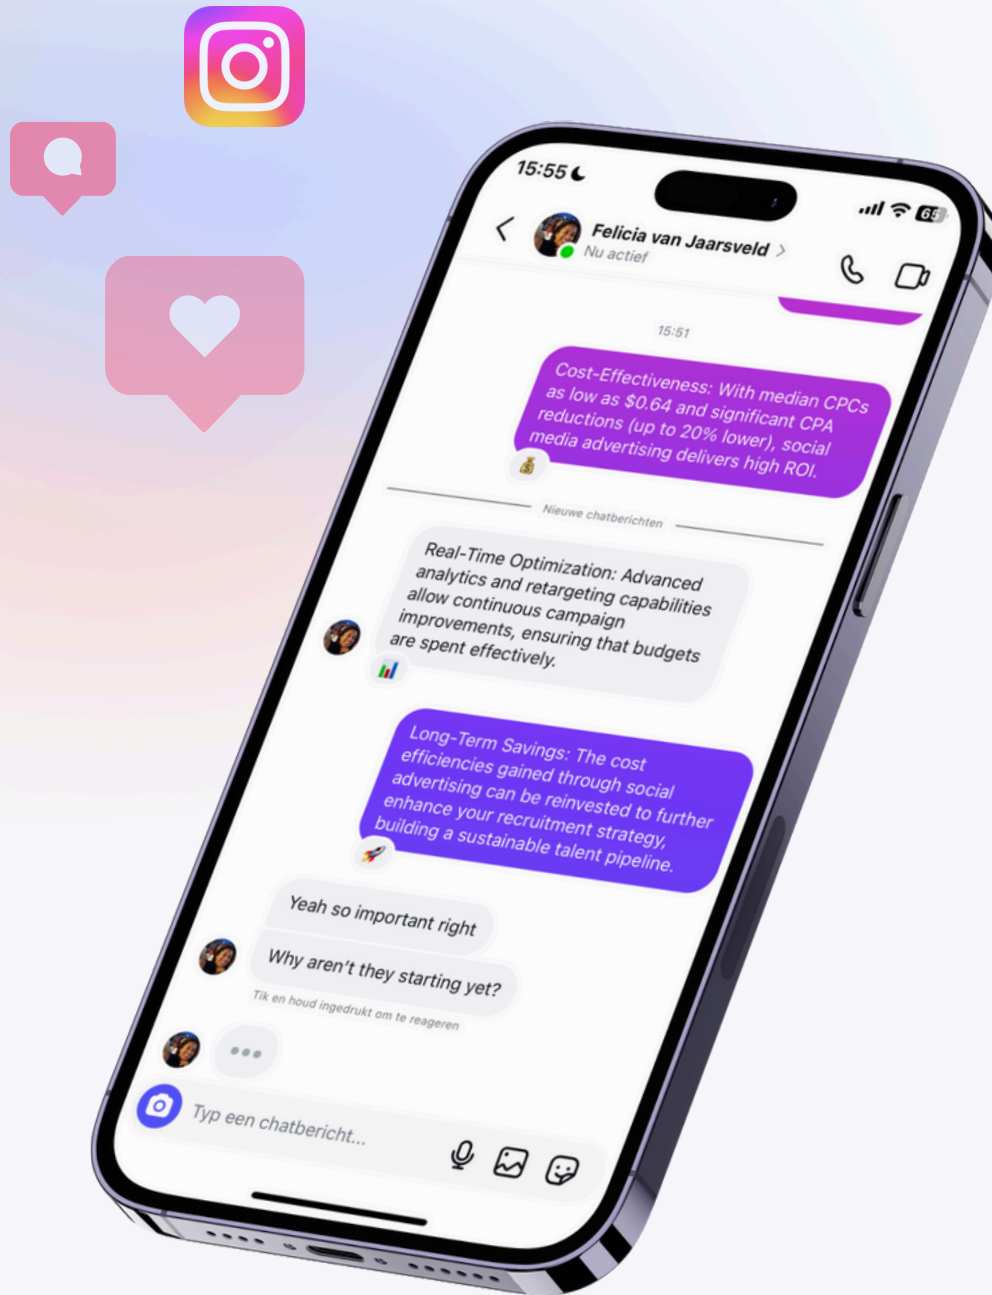 15:55
65
Felicia van Jaarsveld
Nu actief
15:51
Cost-Effectiveness: With median CPCs
as low as $0.64 and significant CPA
reductions (up to 20% lower), social
media advertising delivers high ROI.
Nieuwe chatberichten
Real-Time Optimization: Advanced
analytics and retargeting capabilities
allow continuous campaign
improvements, ensuring that budgets
are spent effectively.
Long-Term Savings: The cost
efficiencies gained through social
advertising can be reinvested to further
enhance your recruitment strategy,
building a sustainable talent pipeline.
Yeah so important right
Why aren't they starting yet?
Tik en houd ingedrukt om te reageren
Typ een chatbericht...